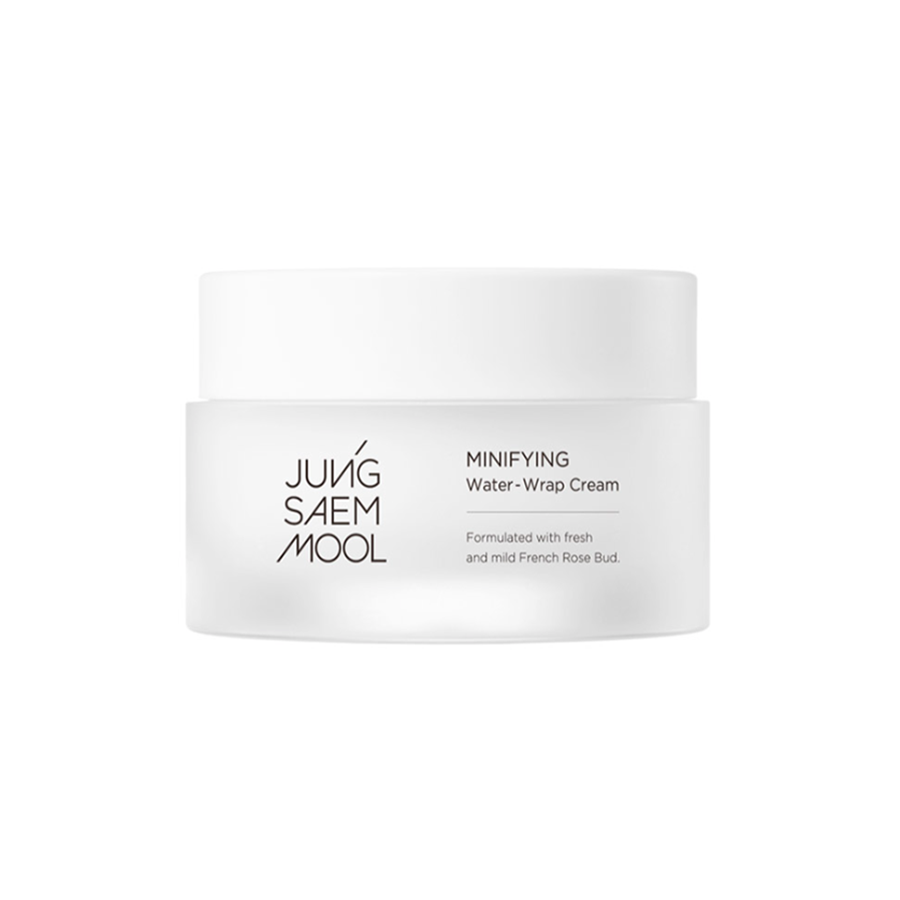 JUNG
SAEM
MOOL
MINIFYING
Water-Wrap Cream
Formulated with fresh
and mild French Rose Bud.